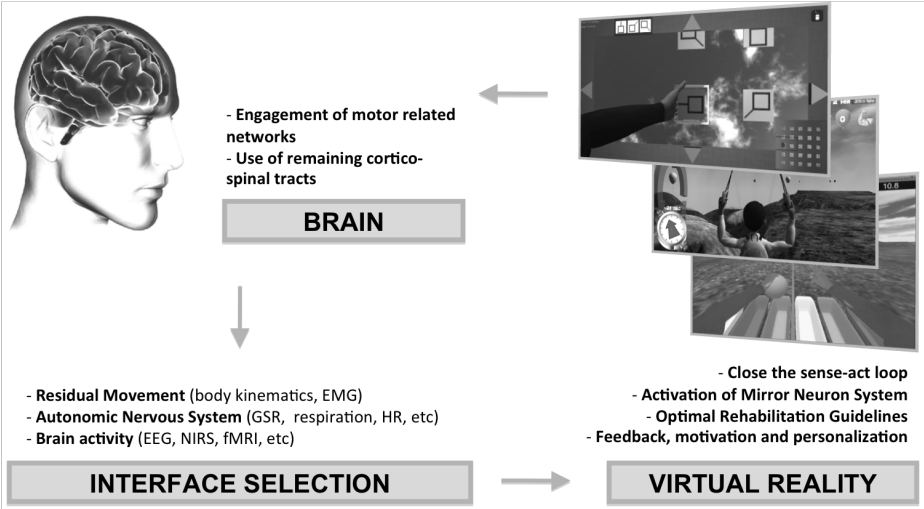 - Engagement of motor related
networks
- Use of remaining cortico-
spinal tracts
BRAIN
10.8
- Residual Movement (body kinematics, EMG)
- Autonomic Nervous System (GSR,  respiration, HR, etc)
- Brain activity (EEG, NIRS, fMRI, etc)
INTERFACE SELECTION
- Close the sense-act loop
- Activation of Mirror Neuron System
- Optimal Rehabilitation Guidelines
- Feedback, motivation and personalization
VIRTUAL REALITY